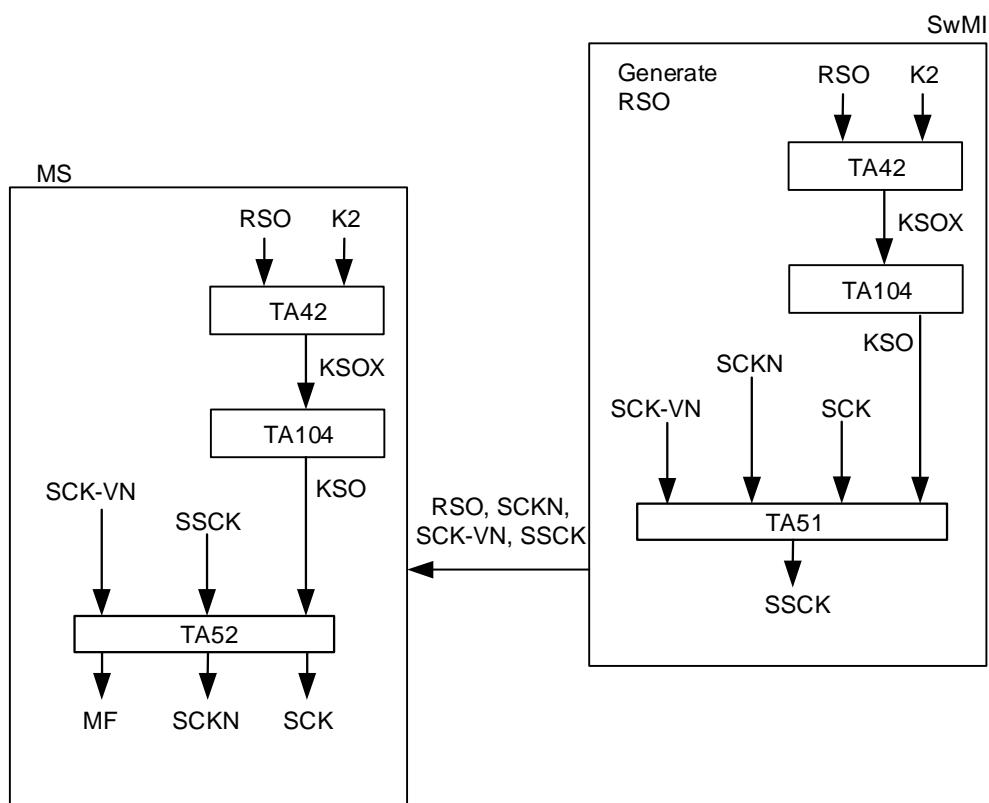 SwMI
Generate
RSO
RSO
K2
TA42
KSOX
TA104
KSO
SCKN
SCK-VN
SCK
TA51
SSCK
MS
RSO
K2
TA42
KSOX
TA104
KSO
SCK-VN
SSCK
TA52
MF
SCKN
SCK
RSO, SCKN,
SCK-VN, SSCK